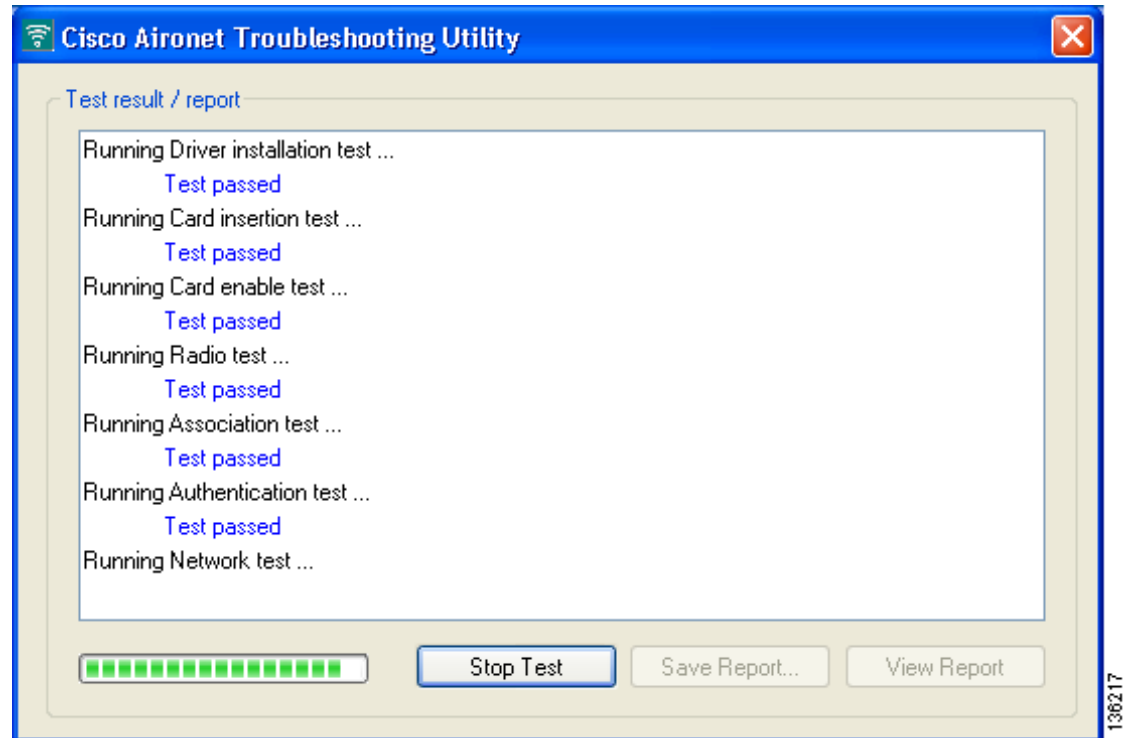 Cisco Aironet Troubleshooting Utility
Test result / report
Running Driver installation test ...
Test passed
Running Card insertion test ...
Test passed
Running Card enable test ...
Test passed
Running Radio test ...
Test passed
Running Association test ...
Test passed
Running Authentication test ...
Test passed
Running Network test ...
Stop Test
Save Report...
View Report
136217